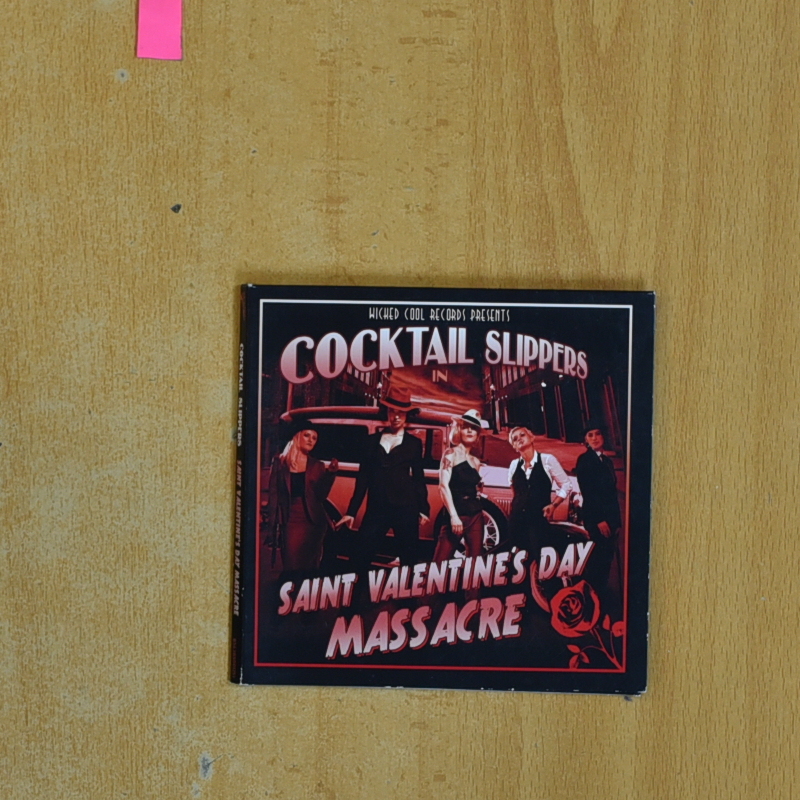 WICKED COOL RECORDS PRESENTS
COCKTAIL SLIPPERS
IN
SAINT VALENTINE'S DAY
MASSACRE
COCKTAIL SLIPPERS SAINT VALENTINE'S DAY MASSACRE